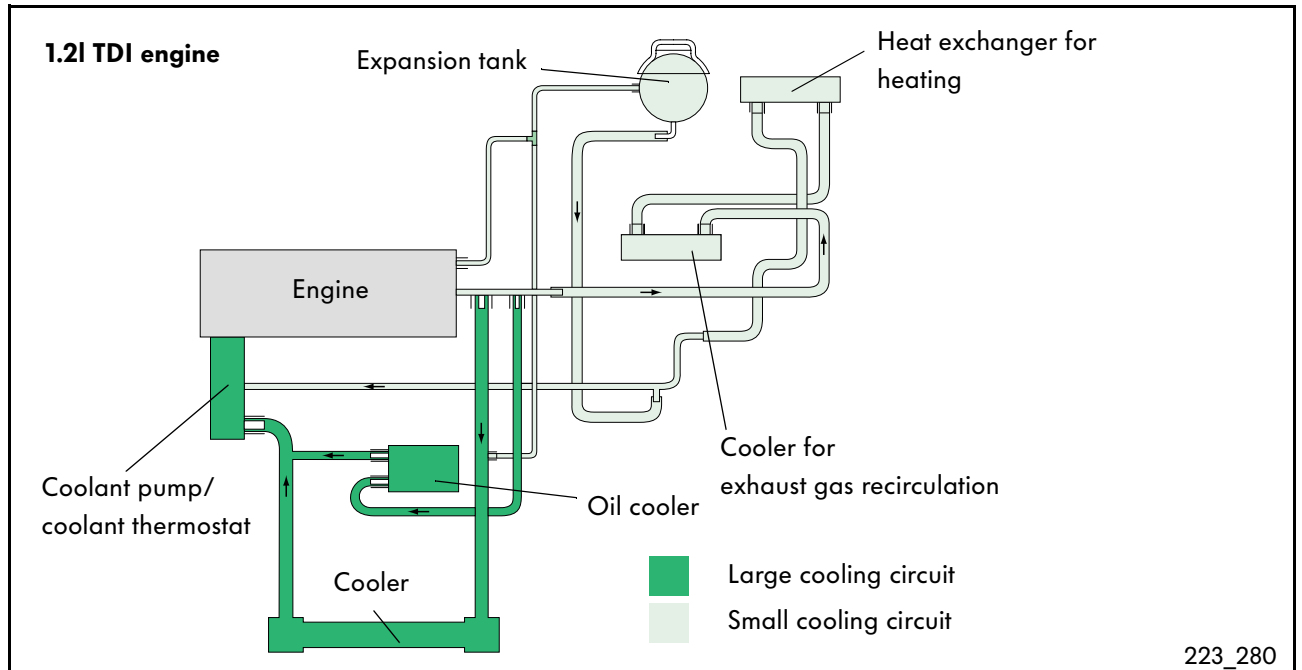 1.2l TDI engine
Expansion tank
Heat exchanger for
heating
Engine
Coolant pump/
coolant thermostat
Oil cooler
Cooler for
exhaust gas recirculation
Cooler
Large cooling circuit
Small cooling circuit
223_280